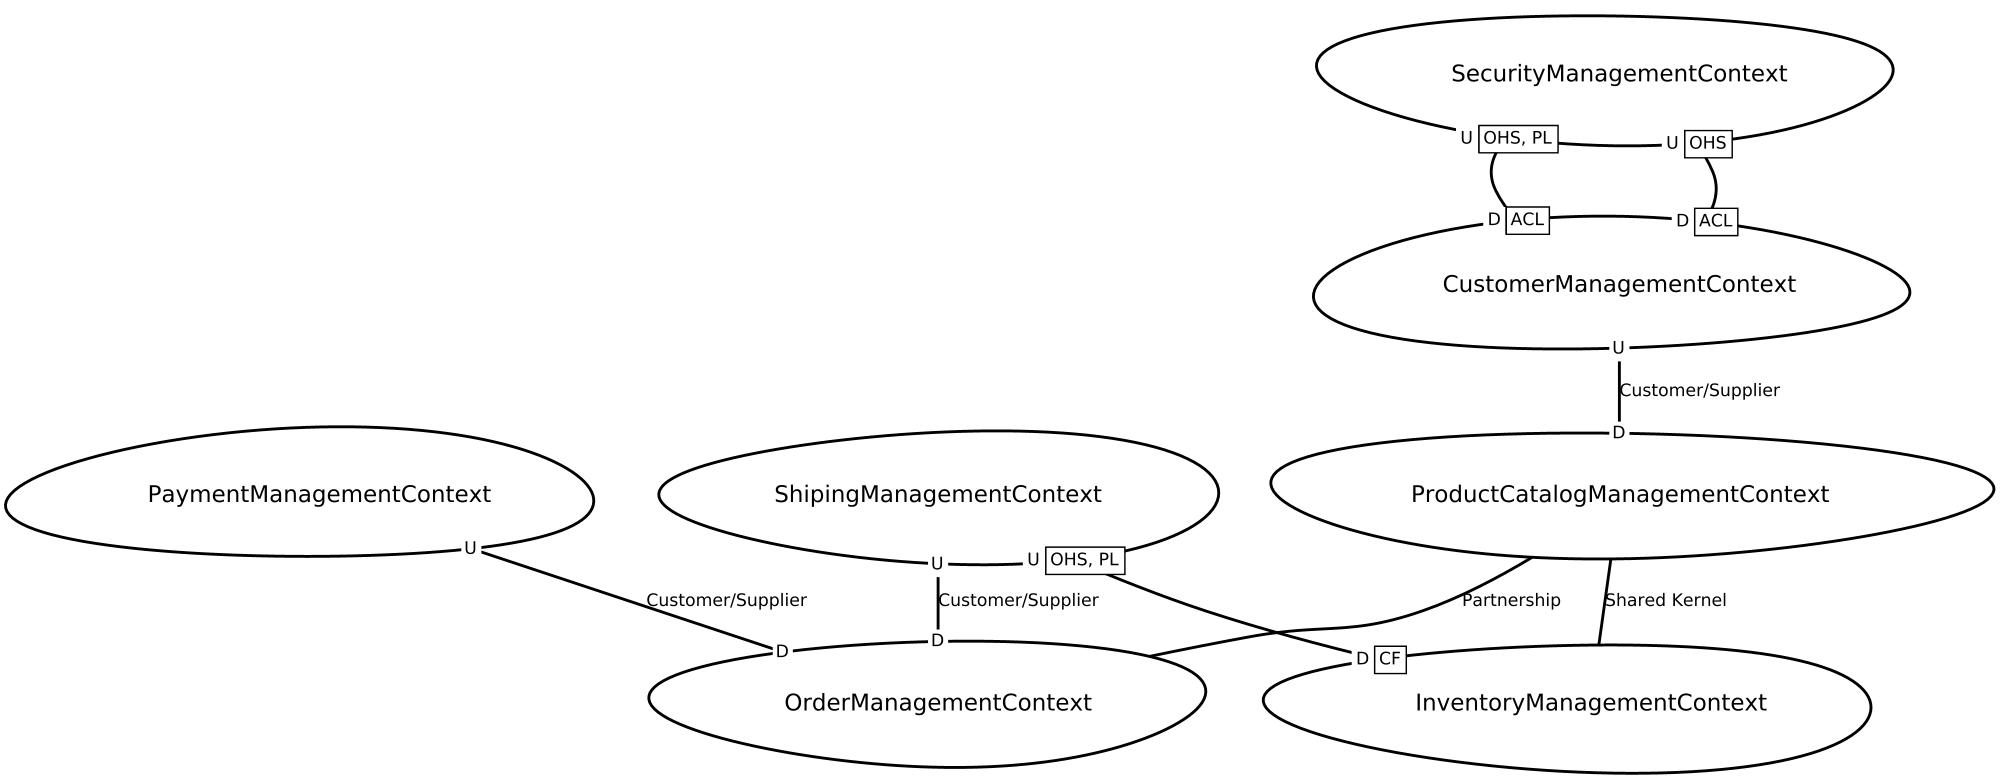 SecurityManagementContext
U OHS, PL U OHS
D ACL D ACL
CustomerManagementContext
U
Customer/Supplier
D
PaymentManagementContext ShipingManagementContext ProductCatalogManagementContext
U U U OHS, PL
Customer/Supplier Customer/Supplier Partnership Shared Kernel
D D D CF
OrderManagementContext InventoryManagementContext